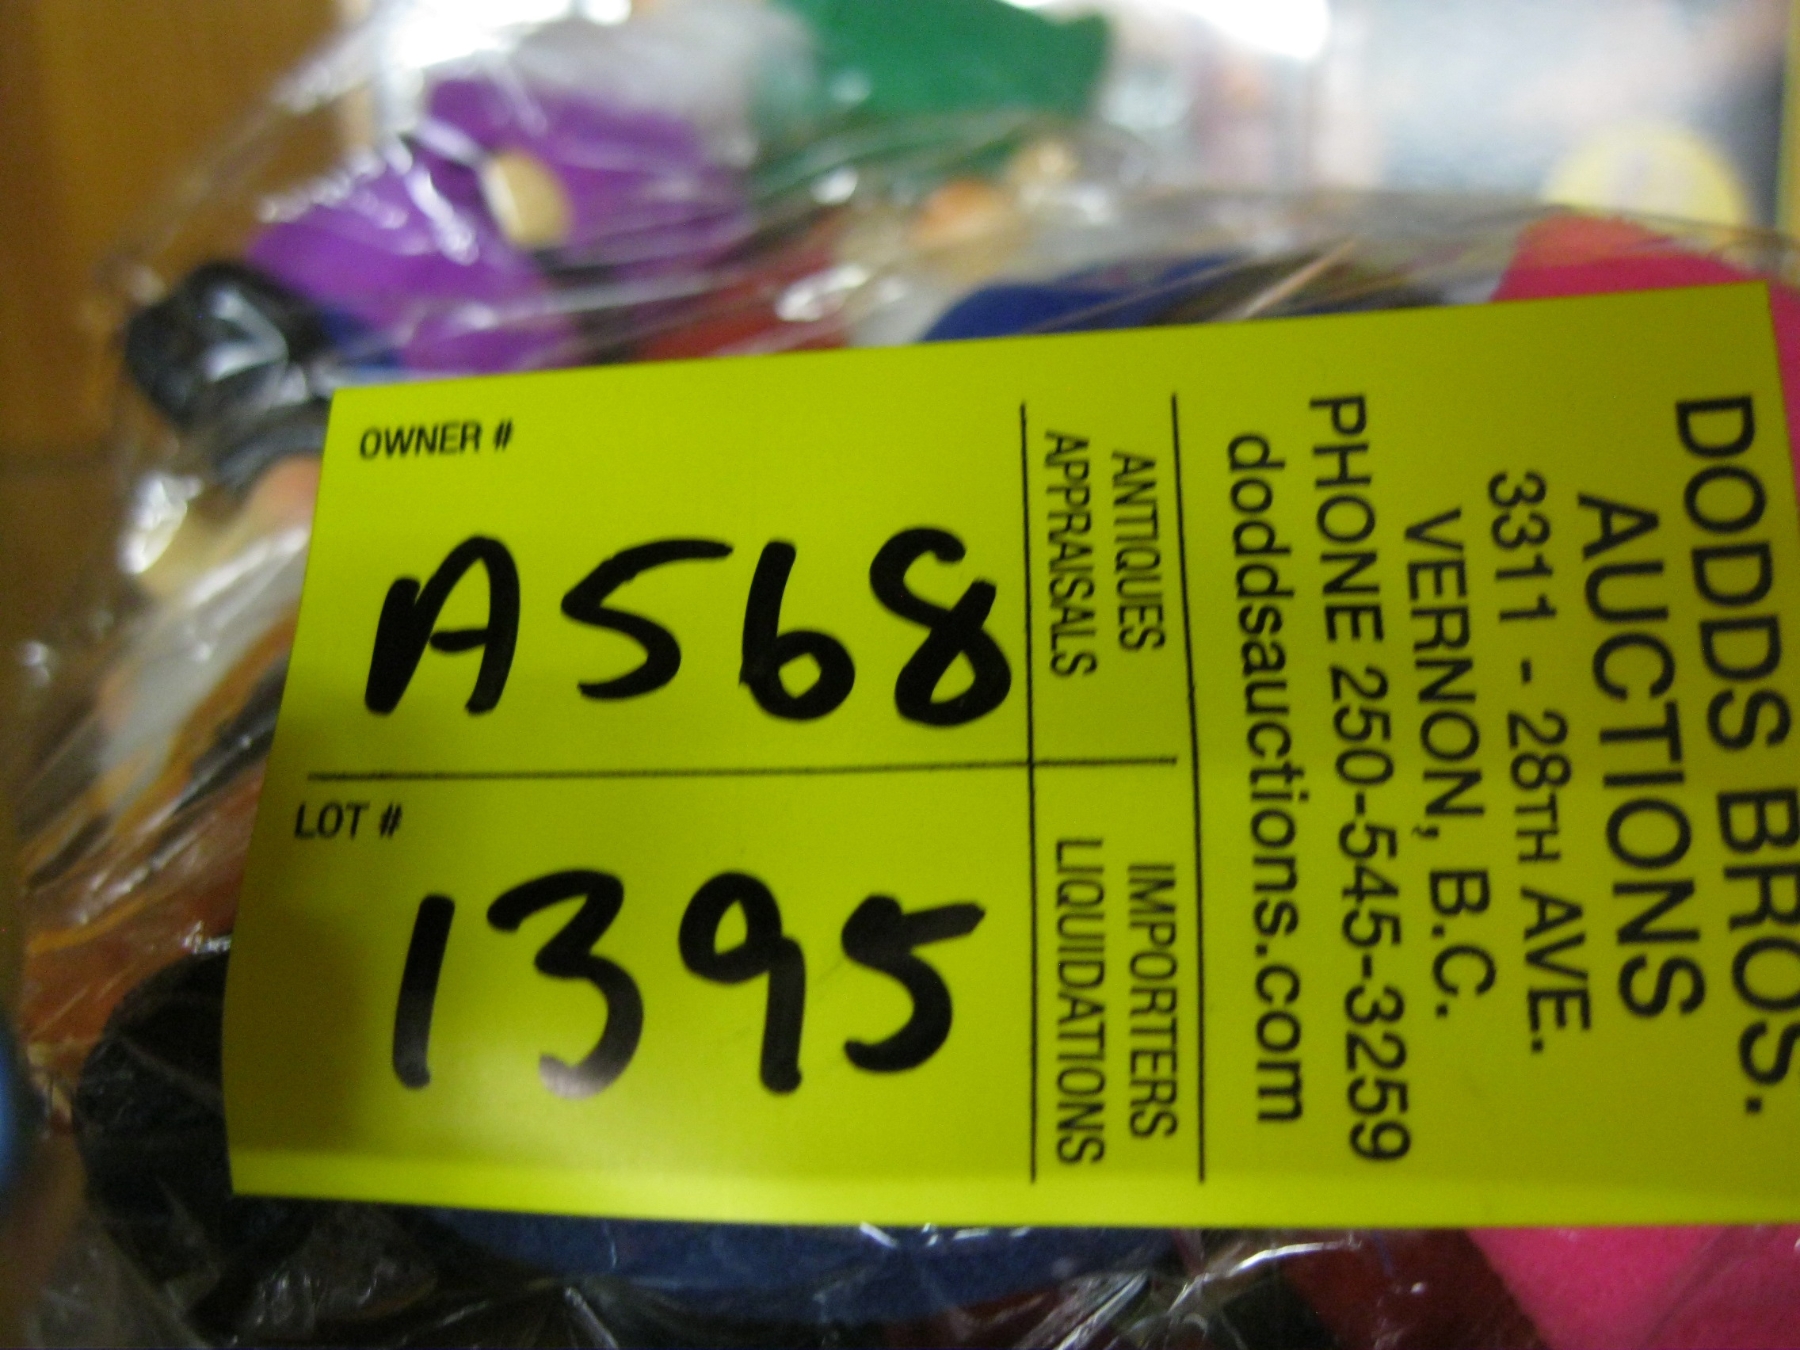 DODDS BROS.
AUCTIONS
3311 - 28TH AVE.
VERNON, B.C.
PHONE 250-545-3259
doddsauctions.com
ANTIQUES
APPRAISALS
IMPORTERS
LIQUIDATIONS
OWNER #
A568
LOT #
1395